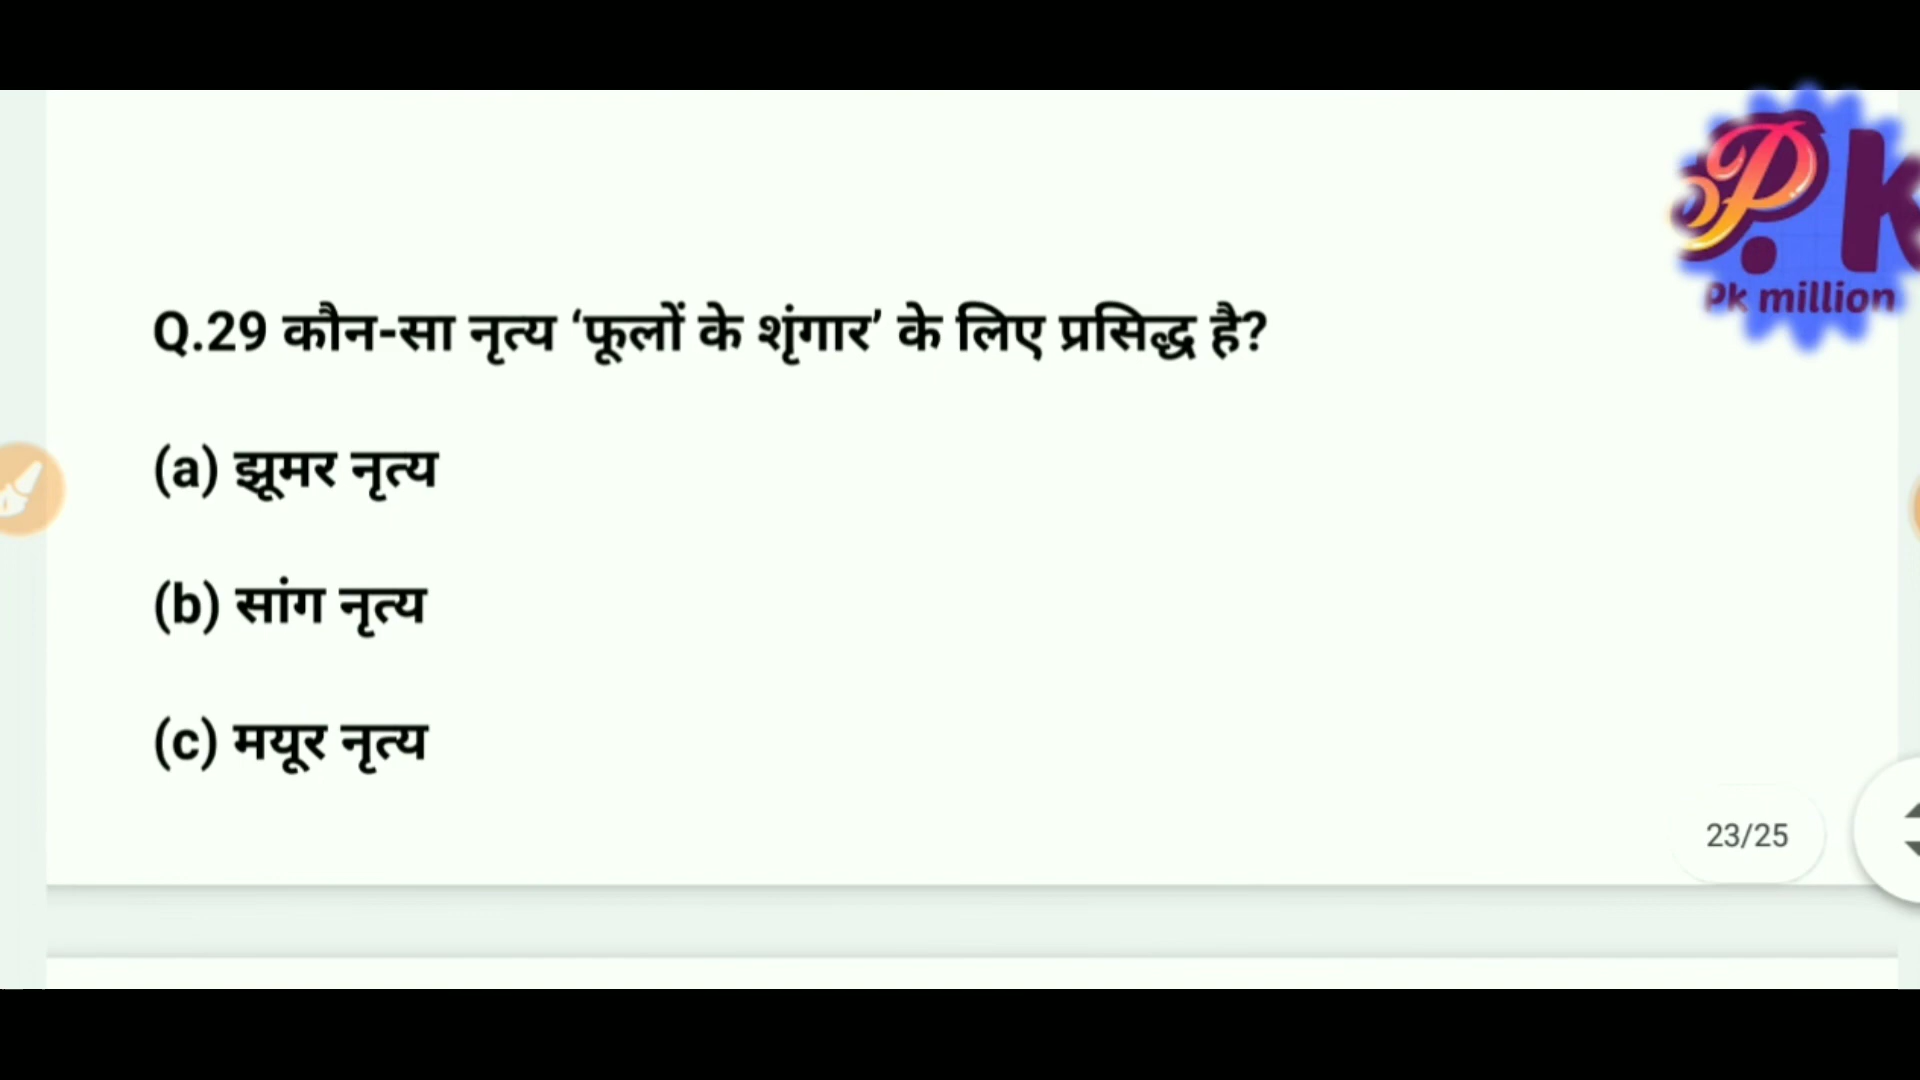 P.k
Pk million
Q.29 कौन-सा नृत्य ‘फूलों के शृंगार’ के लिए प्रसिद्ध है?
(a) झूमर नृत्य
(b) सांग नृत्य
(c) मयूर नृत्य
23/25